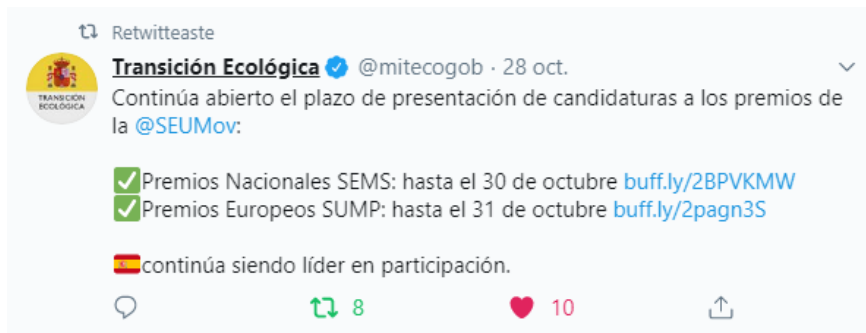 Retwitteaste
Transición Ecológica @mitecogob · 28 oct.
TRANSICIÓN
ECOLÓGICA
Continúa abierto el plazo de presentación de candidaturas a los premios de
la @SEUMov:
Premios Nacionales SEMS: hasta el 30 de octubre buff.ly/2BPVKMW
Premios Europeos SUMP: hasta el 31 de octubre buff.ly/2pagn3S
continúa siendo líder en participación.
8 10